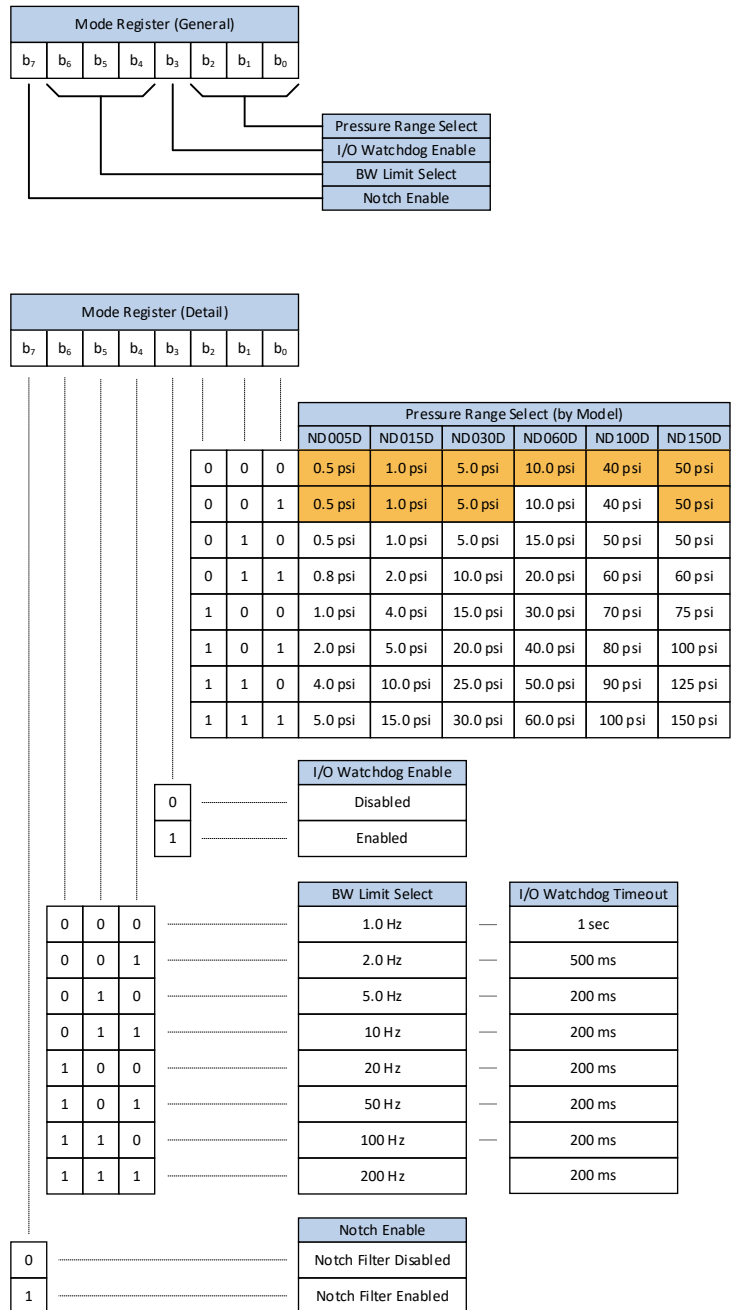 Mode Register (General)
b₇ b₆ b₅ b₄ b₃ b₂ b₁ b₀
Pressure Range Select
I/O Watchdog Enable
BW Limit Select
Notch Enable
Mode Register (Detail)
b₇ b₆ b₅ b₄ b₃ b₂ b₁ b₀
Pressure Range Select (by Model)
ND005D ND015D ND030D ND060D ND100D ND150D
0 0 0 0.5 psi 1.0 psi 5.0 psi 10.0 psi 40 psi 50 psi
0 0 1 0.5 psi 1.0 psi 5.0 psi 10.0 psi 40 psi 50 psi
0 1 0 0.5 psi 1.0 psi 5.0 psi 15.0 psi 50 psi 50 psi
0 1 1 0.8 psi 2.0 psi 10.0 psi 20.0 psi 60 psi 60 psi
1 0 0 1.0 psi 4.0 psi 15.0 psi 30.0 psi 70 psi 75 psi
1 0 1 2.0 psi 5.0 psi 20.0 psi 40.0 psi 80 psi 100 psi
1 1 0 4.0 psi 10.0 psi 25.0 psi 50.0 psi 90 psi 125 psi
1 1 1 5.0 psi 15.0 psi 30.0 psi 60.0 psi 100 psi 150 psi
I/O Watchdog Enable
0 Disabled
1 Enabled
BW Limit Select I/O Watchdog Timeout
0 0 0 1.0 Hz 1 sec
0 0 1 2.0 Hz 500 ms
0 1 0 5.0 Hz 200 ms
0 1 1 10 Hz 200 ms
1 0 0 20 Hz 200 ms
1 0 1 50 Hz 200 ms
1 1 0 100 Hz 200 ms
1 1 1 200 Hz 200 ms
Notch Enable
0 Notch Filter Disabled
1 Notch Filter Enabled